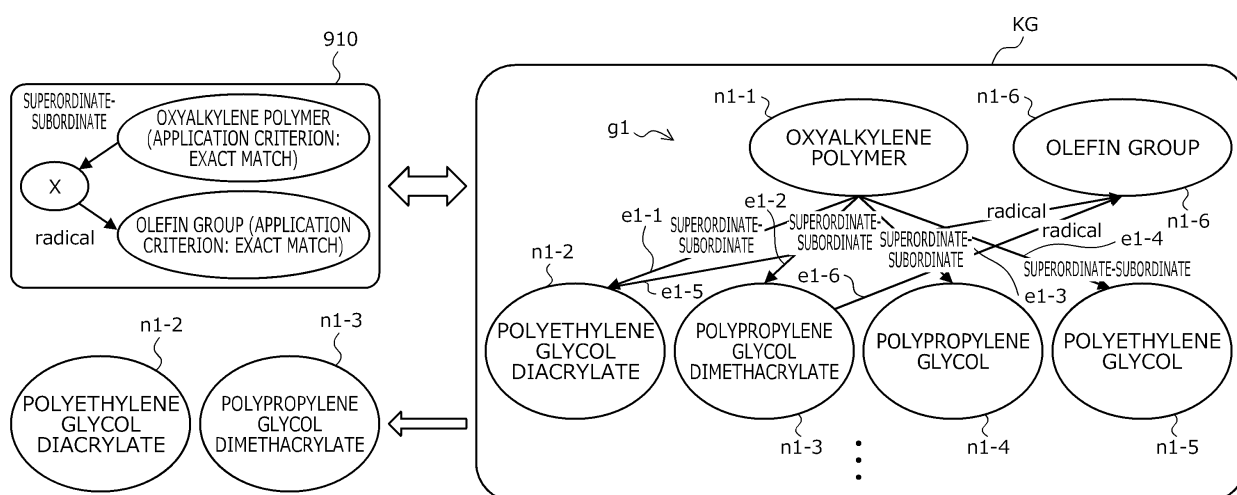 910
SUPERORDINATE-
SUBORDINATE
OXYALKYLENE POLYMER
(APPLICATION CRITERION:
EXACT MATCH)
X
OLEFIN GROUP (APPLICATION
CRITERION: EXACT MATCH)
radical
n1-2
n1-3
POLYETHYLENE
GLYCOL
DIACRYLATE
POLYPROPYLENE
GLYCOL
DIMETHACRYLATE
KG
g1
n1-1
OXYALKYLENE
POLYMER
n1-6
OLEFIN GROUP
n1-6
e1-1
SUPERORDINATE-
SUBORDINATE
e1-2
SUPERORDINATE-
SUBORDINATE
SUPERORDINATE-
SUBORDINATE
radical
radical
e1-4
SUPERORDINATE-SUBORDINATE
n1-2
e1-5
e1-6
e1-3
POLYETHYLENE
GLYCOL
DIACRYLATE
POLYPROPYLENE
GLYCOL
DIMETHACRYLATE
POLYPROPYLENE
GLYCOL
POLYETHYLENE
GLYCOL
n1-3
n1-4
n1-5